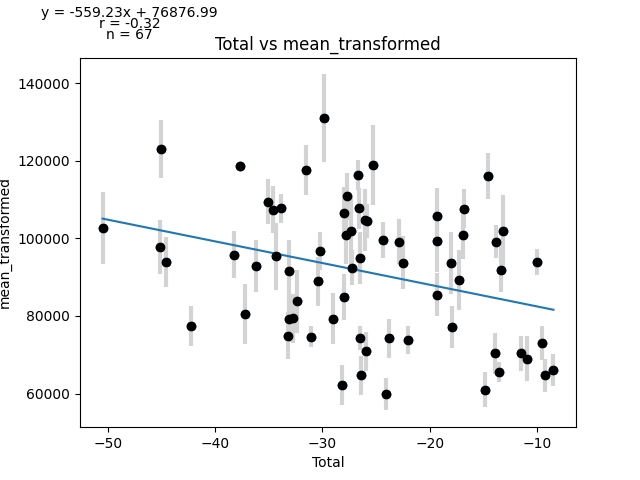 y = -559.23x + 76876.99
r = -0.32
n = 67
Total vs mean_transformed
140000
120000
100000
80000
60000
mean_transformed
−50
−40
−30
−20
−10
Total